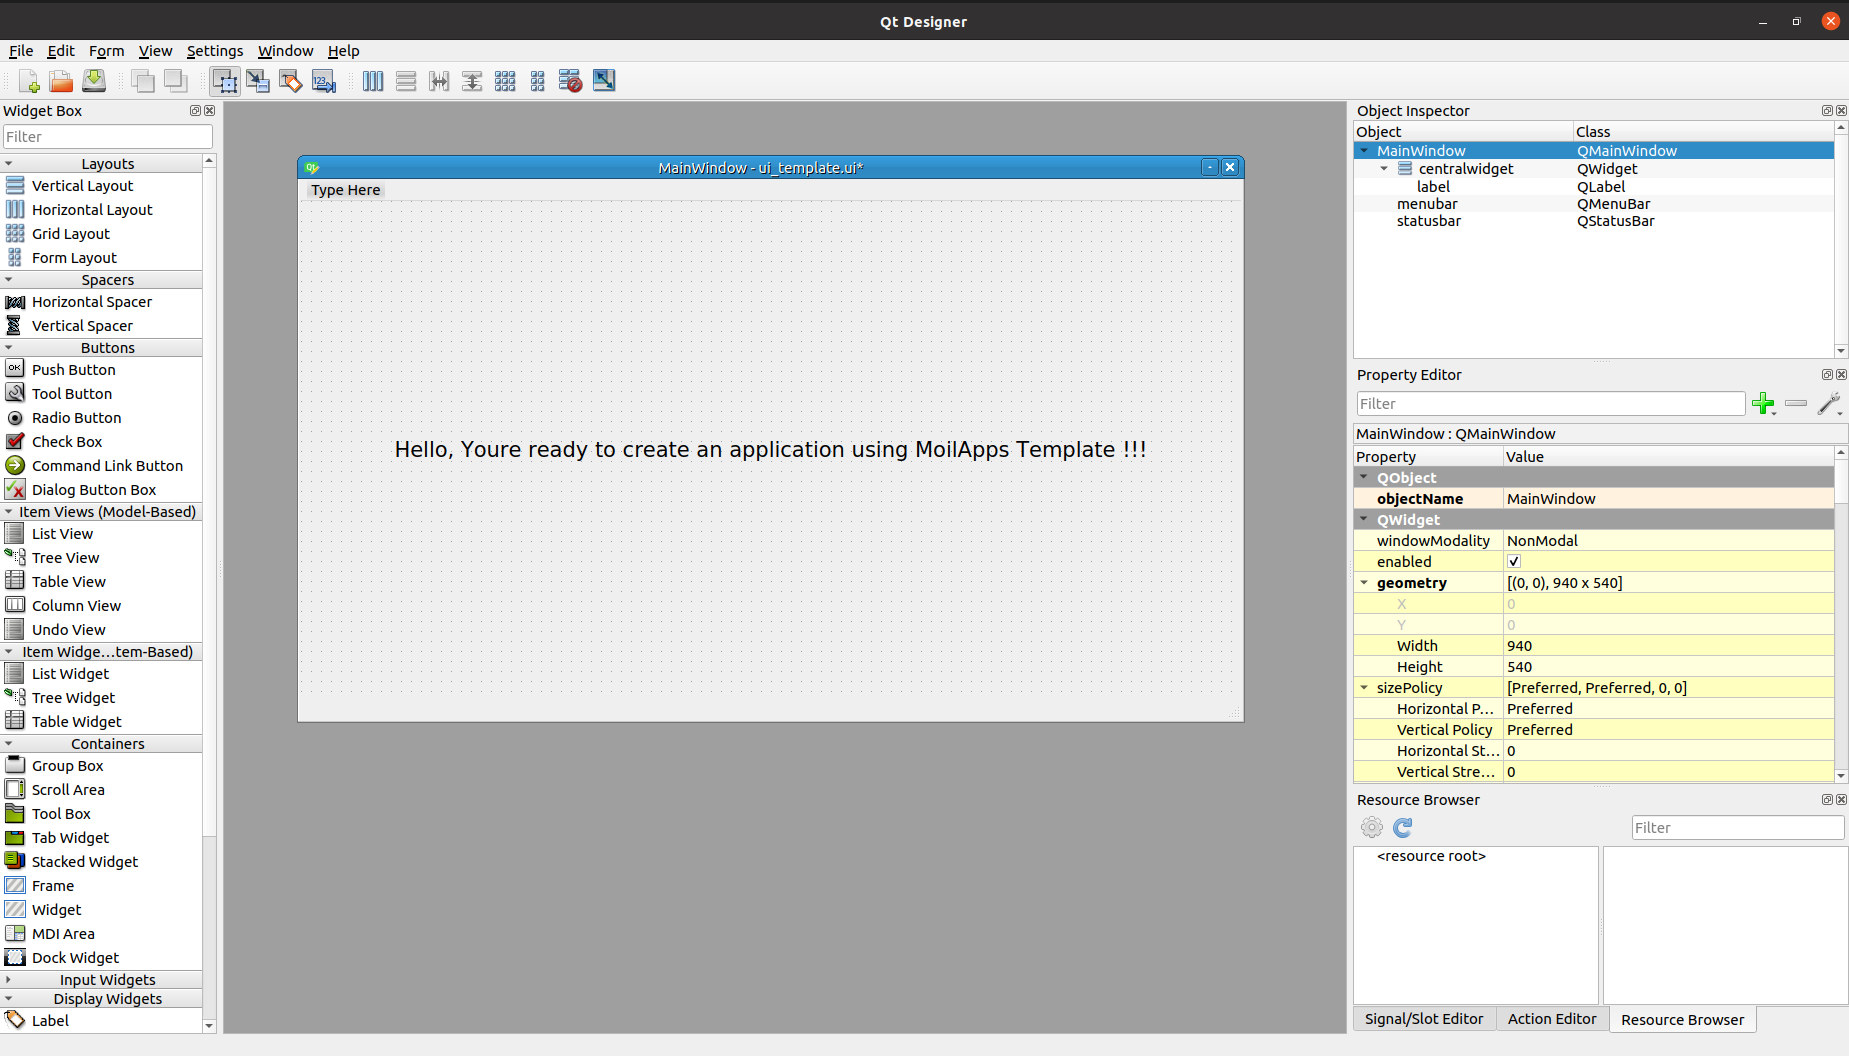 Qt Designer
File Edit Form View Settings Window Help
Widget Box
Filter
Layouts
Vertical Layout
Horizontal Layout
Grid Layout
Form Layout
Spacers
Horizontal Spacer
Vertical Spacer
Buttons
Push Button
Tool Button
Radio Button
Check Box
Command Link Button
Dialog Button Box
Item Views (Model-Based)
List View
Tree View
Table View
Column View
Undo View
Item Widge...tem-Based)
List Widget
Tree Widget
Table Widget
Containers
Group Box
Scroll Area
Tool Box
Tab Widget
Stacked Widget
Frame
Widget
MDI Area
Dock Widget
Input Widgets
Display Widgets
Label
MainWindow - ui_template.ui*
Type Here
Hello, Youre ready to create an application using MoilApps Template !!!
Object Inspector
Object Class
MainWindow QMainWindow
centralwidget QWidget
label QLabel
menubar QMenuBar
statusbar QStatusBar
Property Editor
Filter
MainWindow : QMainWindow
Property Value
QObject
objectName MainWindow
QWidget
windowModality NonModal
enabled
geometry [(0, 0), 940 x 540]
X 0
Y 0
Width 940
Height 540
sizePolicy [Preferred, Preferred, 0, 0]
Horizontal P... Preferred
Vertical Policy Preferred
Horizontal St... 0
Vertical Stre... 0
Resource Browser
Filter
<resource root>
Signal/Slot Editor Action Editor Resource Browser